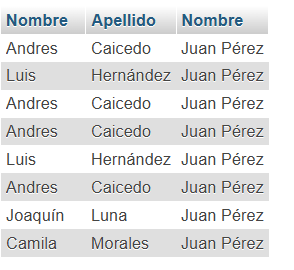 Nombre Apellido Nombre
Andres Caicedo Juan Pérez
Luis Hernández Juan Pérez
Andres Caicedo Juan Pérez
Andres Caicedo Juan Pérez
Luis Hernández Juan Pérez
Andres Caicedo Juan Pérez
Joaquín Luna Juan Pérez
Camila Morales Juan Pérez